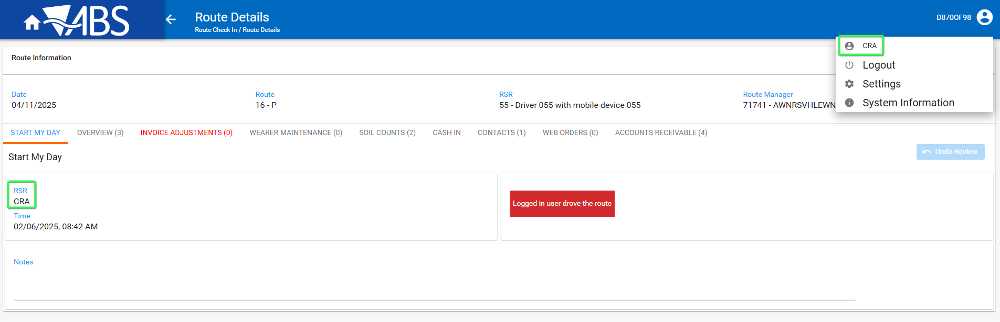 ABS
Route Details
Route Check In / Route Details
D870OF98
CRA
Logout
Settings
System Information
Route Information
Date
04/11/2025
Route
16 - P
RSR
55 - Driver 055 with mobile device 055
Route Manager
71741 - AWNRSVHLEWN
START MY DAY OVERVIEW (3) INVOICE ADJUSTMENTS (0) WEARER MAINTENANCE (0) SOIL COUNTS (2) CASH IN CONTACTS (1) WEB ORDERS (0) ACCOUNTS RECEIVABLE (4)
Start My Day
Undo Review
RSR
CRA
Time
02/06/2025, 08:42 AM
Logged in user drove the route
Notes